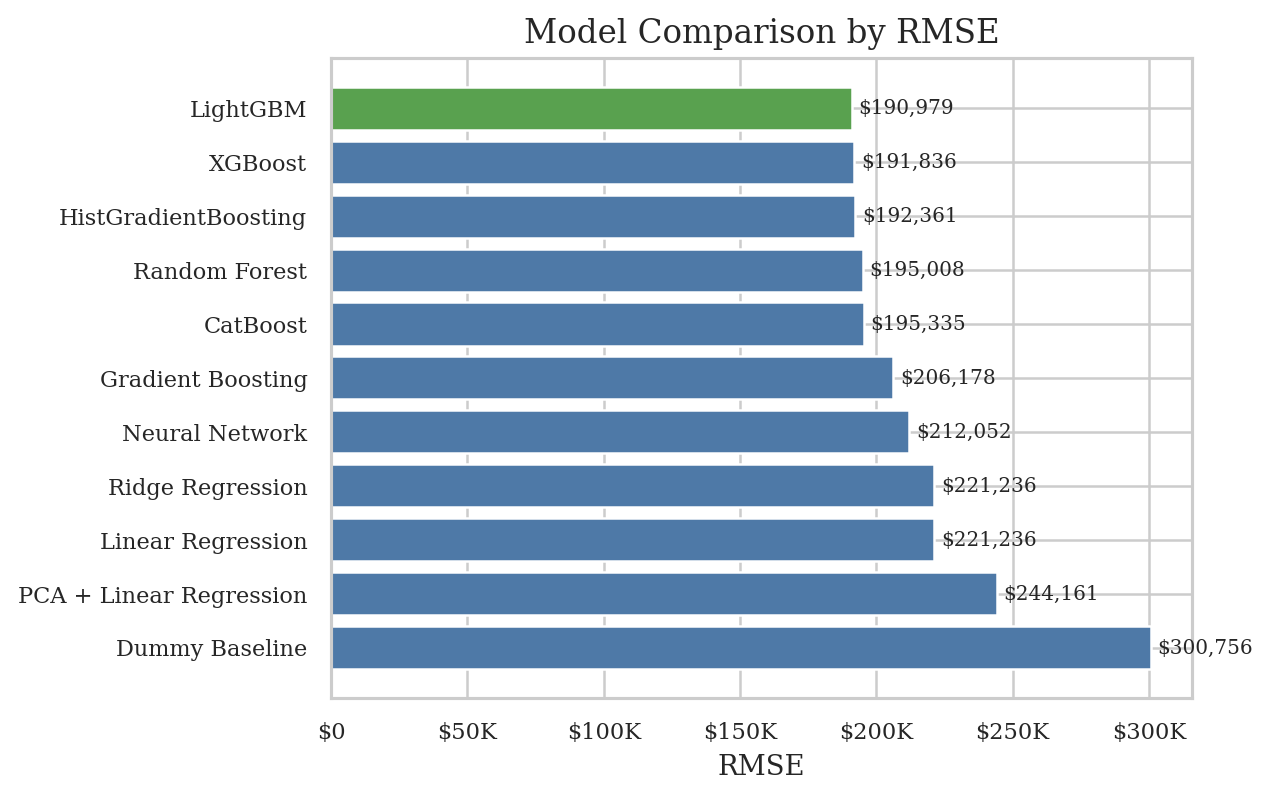 Model Comparison by RMSE
LightGBM $190,979
XGBoost $191,836
HistGradientBoosting $192,361
Random Forest $195,008
CatBoost $195,335
Gradient Boosting $206,178
Neural Network $212,052
Ridge Regression $221,236
Linear Regression $221,236
PCA + Linear Regression $244,161
Dummy Baseline $300,756
$0 $50K $100K $150K $200K $250K $300K
RMSE